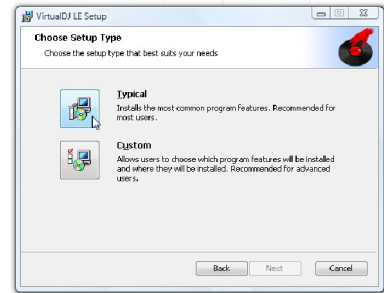 VirtualDJ LE Setup
Choose Setup Type
Choose the setup type that best suits your needs
Typical
Installs the most common program features. Recommended for
most users.
Custom
Allows users to choose which program features will be installed
and where they will be installed. Recommended for advanced
users.
Back Next Cancel